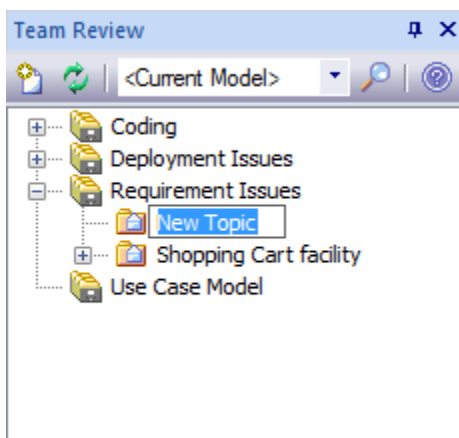 Team Review
<Current Model>
Coding
Deployment Issues
Requirement Issues
New Topic
Shopping Cart facility
Use Case Model